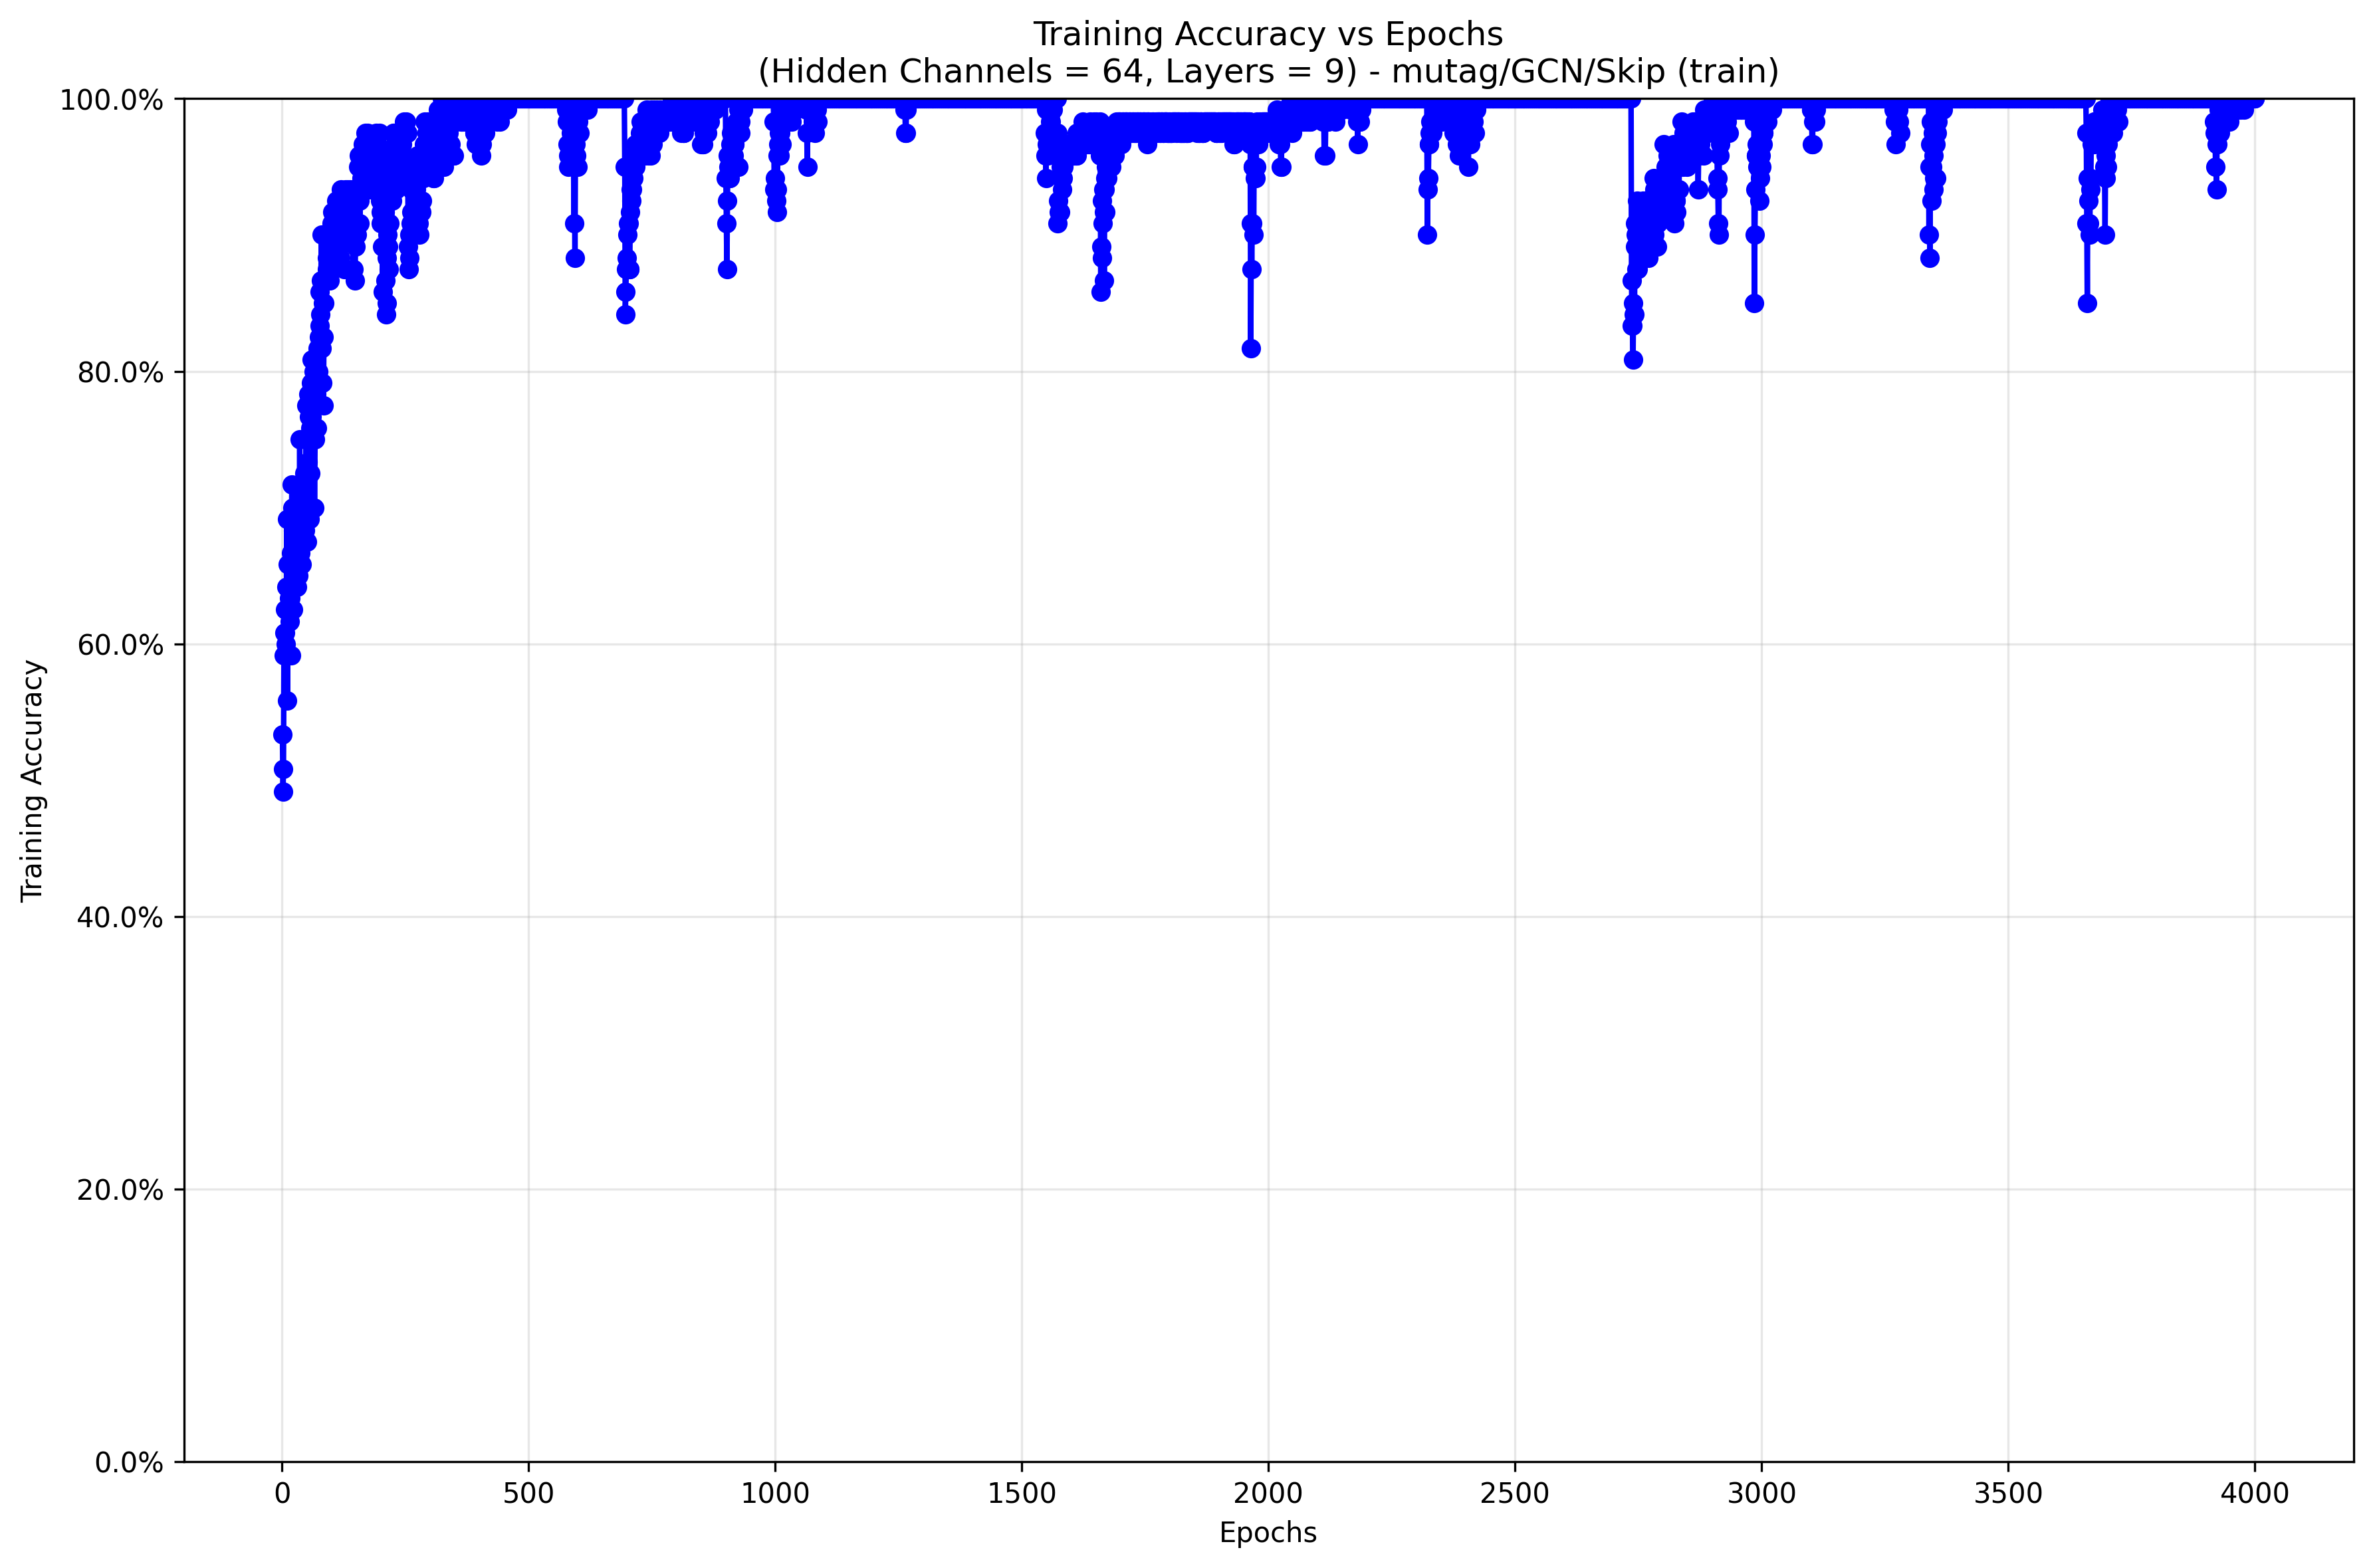 Training Accuracy vs Epochs
(Hidden Channels = 64, Layers = 9) - mutag/GCN/Skip (train)
Training Accuracy
100.0%
80.0%
60.0%
40.0%
20.0%
0.0%
0 500 1000 1500 2000 2500 3000 3500 4000
Epochs